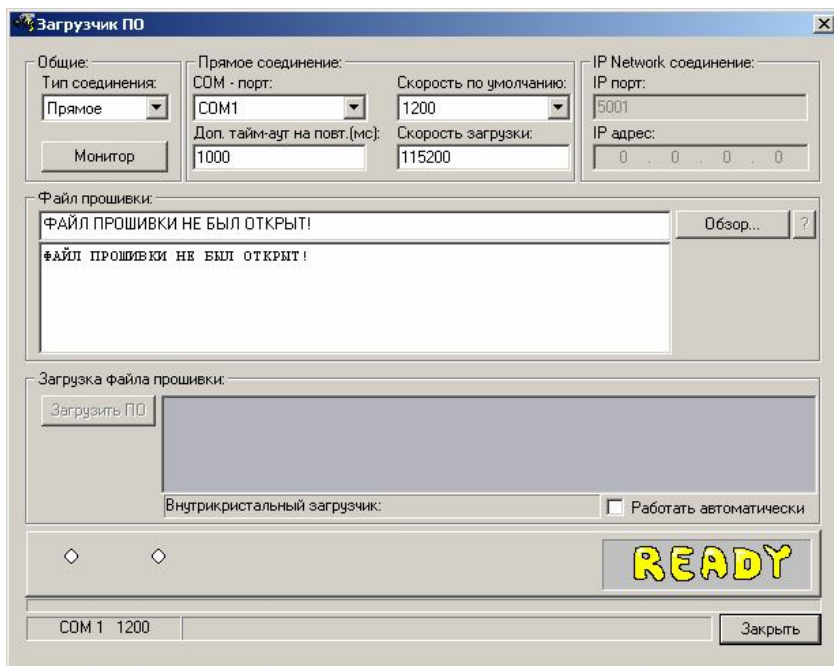 Загрузчик ПО
Общие:
Тип соединения:
Прямое
Монитор
Прямое соединение:
COM - порт:
COM1
Скорость по умолчанию:
1200
Доп. тайм-аут на повт.(мс):
1000
Скорость загрузки:
115200
IP Network соединение:
IP порт:
5001
IP адрес:
0 . 0 . 0 . 0
Файл прошивки:
ФАЙЛ ПРОШИВКИ НЕ БЫЛ ОТКРЫТ!
Обзор...
?
ФАЙЛ ПРОШИВКИ НЕ БЫЛ ОТКРЫТ!
Загрузка файла прошивки:
Загрузить ПО
Внутрикристальный загрузчик:
Работать автоматически
READY
COM 1 1200
Закрыть